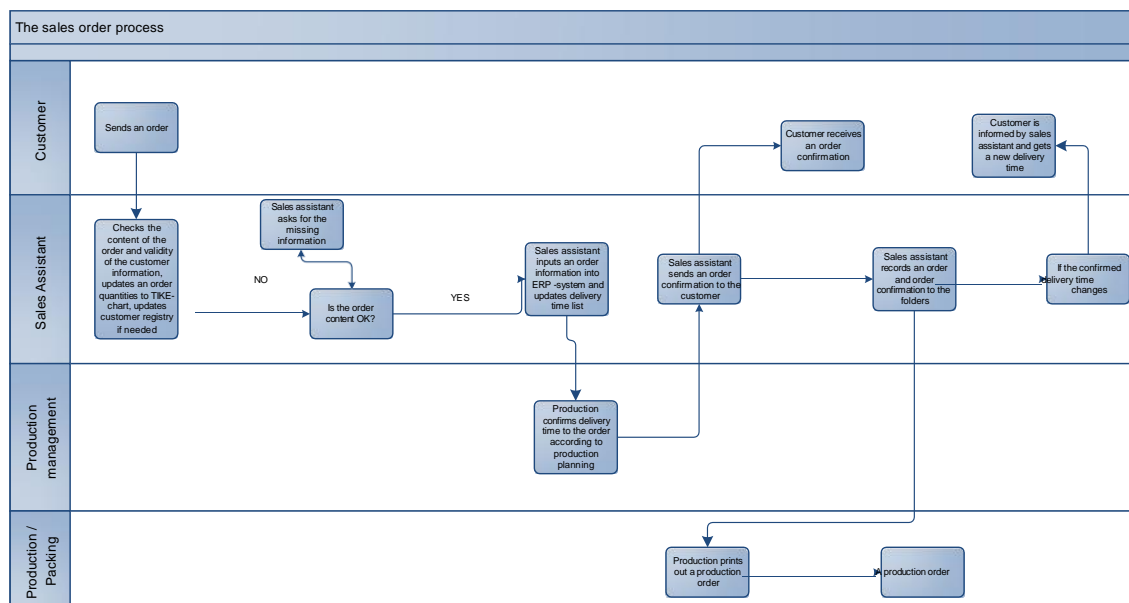 The sales order process
Customer
Sends an order
Customer receives
an order
confirmation
Customer is
informed by sales
assistant and gets
a new delivery
time
Sales Assistant
Checks the
content of the
order and validity
of the customer
information,
updates an order
quantities to TIKE-
chart, updates
customer registry
if needed
Sales assistant
asks for the
missing
information
NO
Is the order
content OK?
YES
Sales assistant
inputs an order
information into
ERP -system and
updates delivery
time list
Sales assistant
sends an order
confirmation to the
customer
Sales assistant
records an order
and order
confirmation to the
folders
If the confirmed
delivery time
changes
Production
management
Production
confirms delivery
time to the order
according to
production
planning
Production /
Packing
Production prints
out a production
order
A production order